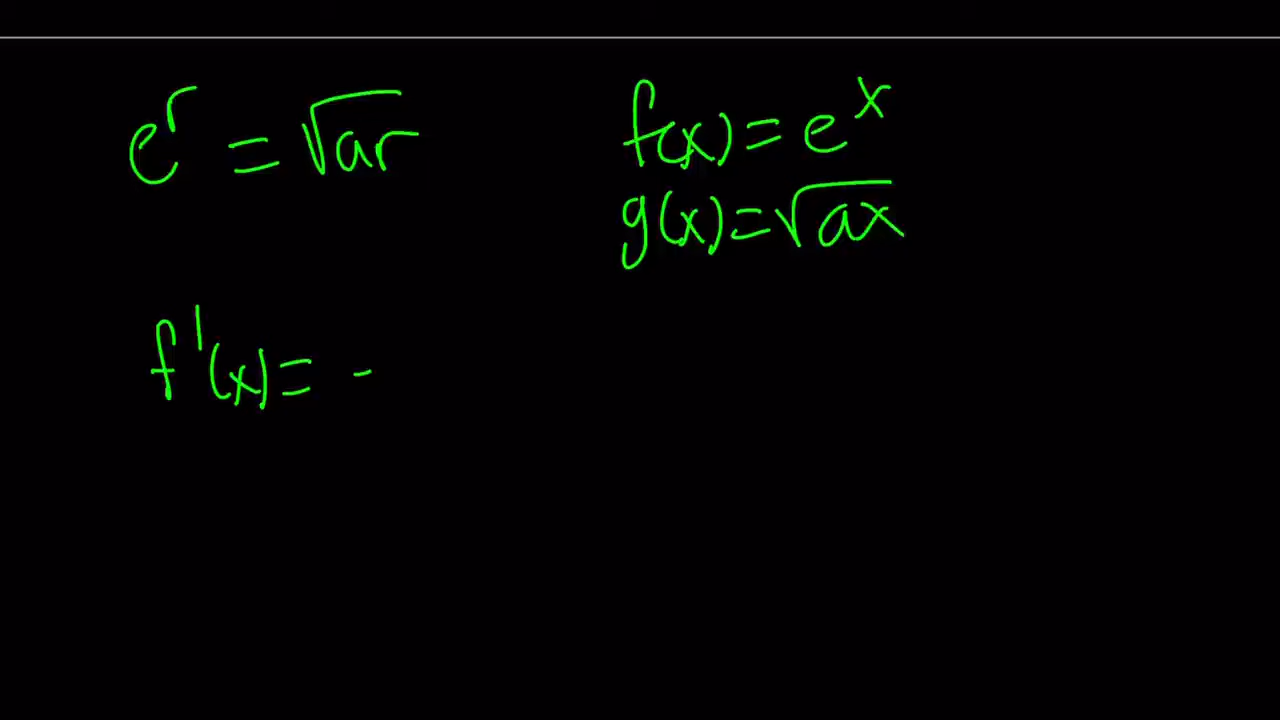 e^r = √ar
f(x) = e^x
g(x) = √ax
f'(x) = -